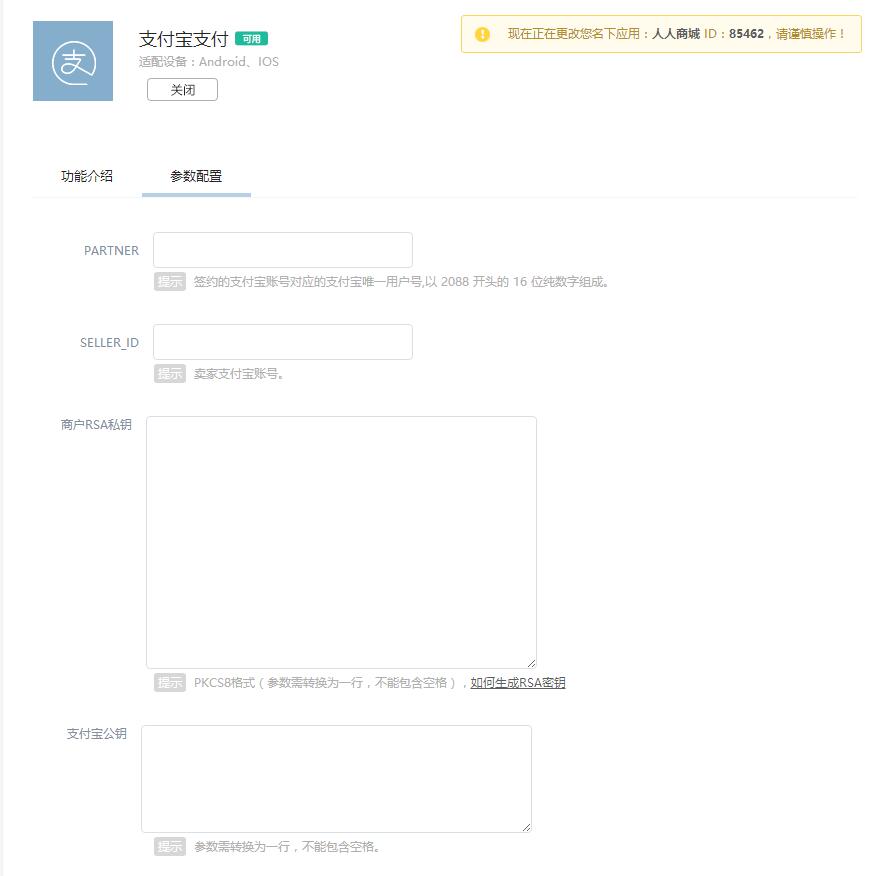 支付宝支付 可用
现在正在更改您名下应用：人人商城 ID：85462，请谨慎操作！
适配设备：Android、IOS
关闭
功能介绍 参数配置
PARTNER
提示 签约的支付宝账号对应的支付宝唯一用户号,以 2088 开头的 16 位纯数字组成。
SELLER_ID
提示 卖家支付宝账号。
商户RSA私钥
提示 PKCS8格式（参数需转换为一行，不能包含空格），如何生成RSA密钥
支付宝公钥
提示 参数需转换为一行，不能包含空格。